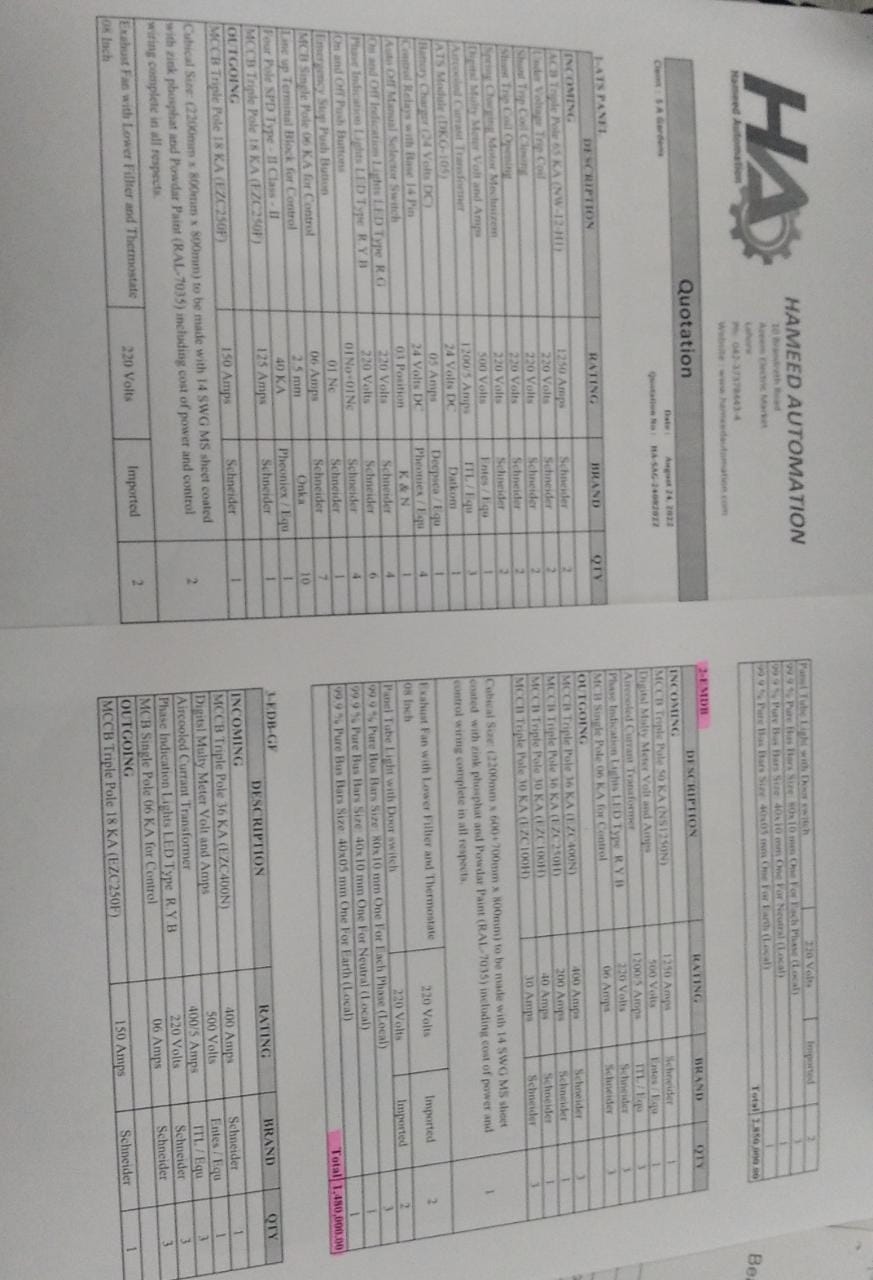 HA
Hameed Automation
HAMEED AUTOMATION
10 Brandreth Road
Azeem Electric Market
Lahore
Website : www.hameedautomation.com
Quotation
Client : S A Gardens
Date : August 24, 2022
Quotation No : HA-SAG-24082022
1-ATS PANEL
DESCRIPTION RATING BRAND QTY
INCOMING
ACB Triple Pole 65 KA (NW-12-H1) 1250 Amps Schneider 2
Under Voltage Trip Coil 220 Volts Schneider 2
Shunt Trip Coil Closing 220 Volts Schneider 2
Shunt Trip Coil Opening 220 Volts Schneider 2
Spring Charging Motor Mechnizem 220 Volts Schneider 2
Digital Multy Meter Volt and Amps 500 Volts Entes / Equ 1
Aircooled Currant Transformer 1200/5 Amps ITL / Equ 3
ATS Module (DKG-105) 24 Volts DC Datkom 1
Battery Charger (24 Volts DC) 05 Amps Deepsea / Equ 1
Control Relays with Base 14 Pin 24 Volts DC Pheoniex / Equ 4
Auto Off Manual Selector Switch 03 Position K & N 1
On and Off Indication Lights LED Type R.G 220 Volts Schneider 4
Phase Indication Lights LED Type R.Y.B 220 Volts Schneider 6
On and Off Push Buttons 01No+01Nc Schneider 4
Emergency Stop Push Button 01 Nc Schneider 1
MCB Single Pole 06 KA for Control 06 Amps Schneider 7
Line up Terminal Block for Control 2.5 mm Onka 10
Four Pole SPD Type - II Class - II 40 KA Pheoniex / Equ 1
MCCB Triple Pole 18 KA (EZC250F) 125 Amps Schneider 1
OUTGOING
MCCB Triple Pole 18 KA (EZC250F) 150 Amps Schneider 1
Cubical Size: (2200mm x 800mm x 800mm) to be made with 14 SWG MS sheet coated
with zink phosphat and Powdar Paint (RAL-7035) including cost of power and control
wiring complete in all respects. 2
Exahust Fan with Lower Fillter and Thermostate
08 Inch 220 Volts Imported 2
Panel Tube Light with Door switch 220 Volts Imported 2
99.9 % Pure Bus Bars Size: 80x10 mm One For Each Phase (Local) 3
99.9 % Pure Bus Bars Size: 40x10 mm One For Neutral (Local) 1
99.9 % Pure Bus Bars Size: 40x05 mm One For Earth (Local) 1
Total 2,850,000.00
2-EMDB
DESCRIPTION RATING BRAND QTY
INCOMING
MCCB Triple Pole 50 KA (NS1250N) 1250 Amps Schneider 1
Digital Multy Meter Volt and Amps 500 Volts Entes / Equ 1
Aircooled Currant Transformer 1200/5 Amps ITL / Equ 3
Phase Indication Lights LED Type R.Y.B 220 Volts Schneider 3
MCB Single Pole 06 KA for Control 06 Amps Schneider 3
OUTGOING
MCCB Triple Pole 36 KA (EZC400N) 400 Amps Schneider 3
MCCB Triple Pole 36 KA (EZC250H) 200 Amps Schneider 1
MCCB Triple Pole 30 KA (EZC100H) 40 Amps Schneider 1
MCCB Triple Pole 30 KA (EZC100H) 30 Amps Schneider 3
Cubical Size: (2200mm x 600+700mm x 800mm) to be made with 14 SWG MS sheet
coated with zink phosphat and Powdar Paint (RAL-7035) including cost of power and
control wiring complete in all respects. 1
Exahust Fan with Lower Fillter and Thermostate
08 Inch 220 Volts Imported 2
Panel Tube Light with Door switch 220 Volts Imported 2
99.9 % Pure Bus Bars Size: 80x10 mm One For Each Phase (Local) 3
99.9 % Pure Bus Bars Size: 40x10 mm One For Neutral (Local) 1
99.9 % Pure Bus Bars Size: 40x05 mm One For Earth (Local) 1
Total 1,480,000.00
3-EDB-GF
DESCRIPTION RATING BRAND QTY
INCOMING
MCCB Triple Pole 36 KA (EZC400N) 400 Amps Schneider 1
Digital Multy Meter Volt and Amps 500 Volts Entes / Equ 1
Aircooled Currant Transformer 400/5 Amps ITL / Equ 3
Phase Indication Lights LED Type R.Y.B 220 Volts Schneider 3
MCB Single Pole 06 KA for Control 06 Amps Schneider 3
OUTGOING
MCCB Triple Pole 18 KA (EZC250F) 150 Amps Schneider 1